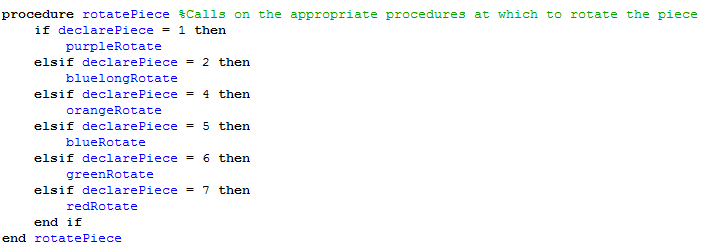 procedure rotatePiece %Calls on the appropriate procedures at which to rotate the piece
    if declarePiece = 1 then
        purpleRotate
    elsif declarePiece = 2 then
        bluelongRotate
    elsif declarePiece = 4 then
        orangeRotate
    elsif declarePiece = 5 then
        blueRotate
    elsif declarePiece = 6 then
        greenRotate
    elsif declarePiece = 7 then
        redRotate
    end if
end rotatePiece